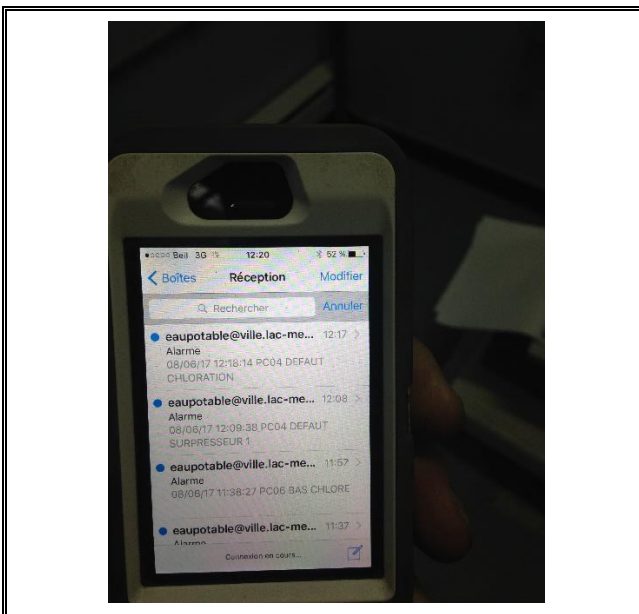 Bell 3G 12:20 52 %
Boîtes Réception Modifier
Rechercher Annuler
eaupotable@ville.lac-me... 12:17
Alarme
08/06/17 12:18:14 PC04 DEFAUT
CHLORATION
eaupotable@ville.lac-me... 12:08
Alarme
08/06/17 12:09:38 PC04 DEFAUT
SURPRESSEUR 1
eaupotable@ville.lac-me... 11:57
Alarme
08/06/17 11:38:27 PC06 BAS CHLORE
eaupotable@ville.lac-me... 11:37
Alarme
Connexion en cours...